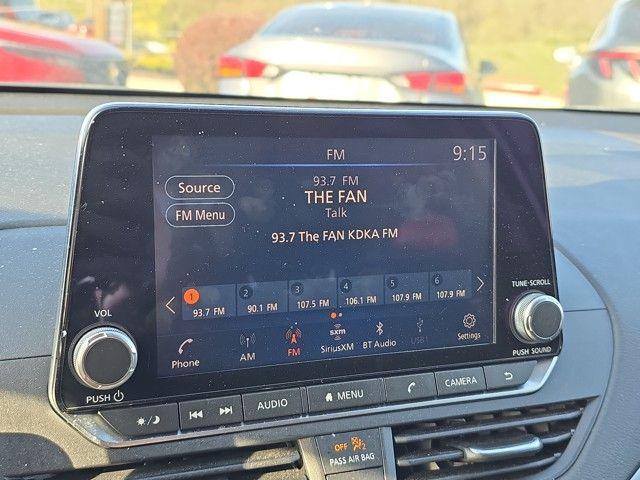 FM
9:15
Source
FM Menu
93.7 FM
THE FAN
Talk
93.7 The FAN KDKA FM
1 2 3 4 5 6
93.7 FM 90.1 FM 107.5 FM 106.1 FM 107.9 FM 107.9 FM
Phone AM FM sxm SiriusXM BT Audio USB1 Settings
VOL
PUSH
TUNE·SCROLL
PUSH SOUND
AUDIO MENU CAMERA
OFF
PASS AIR BAG